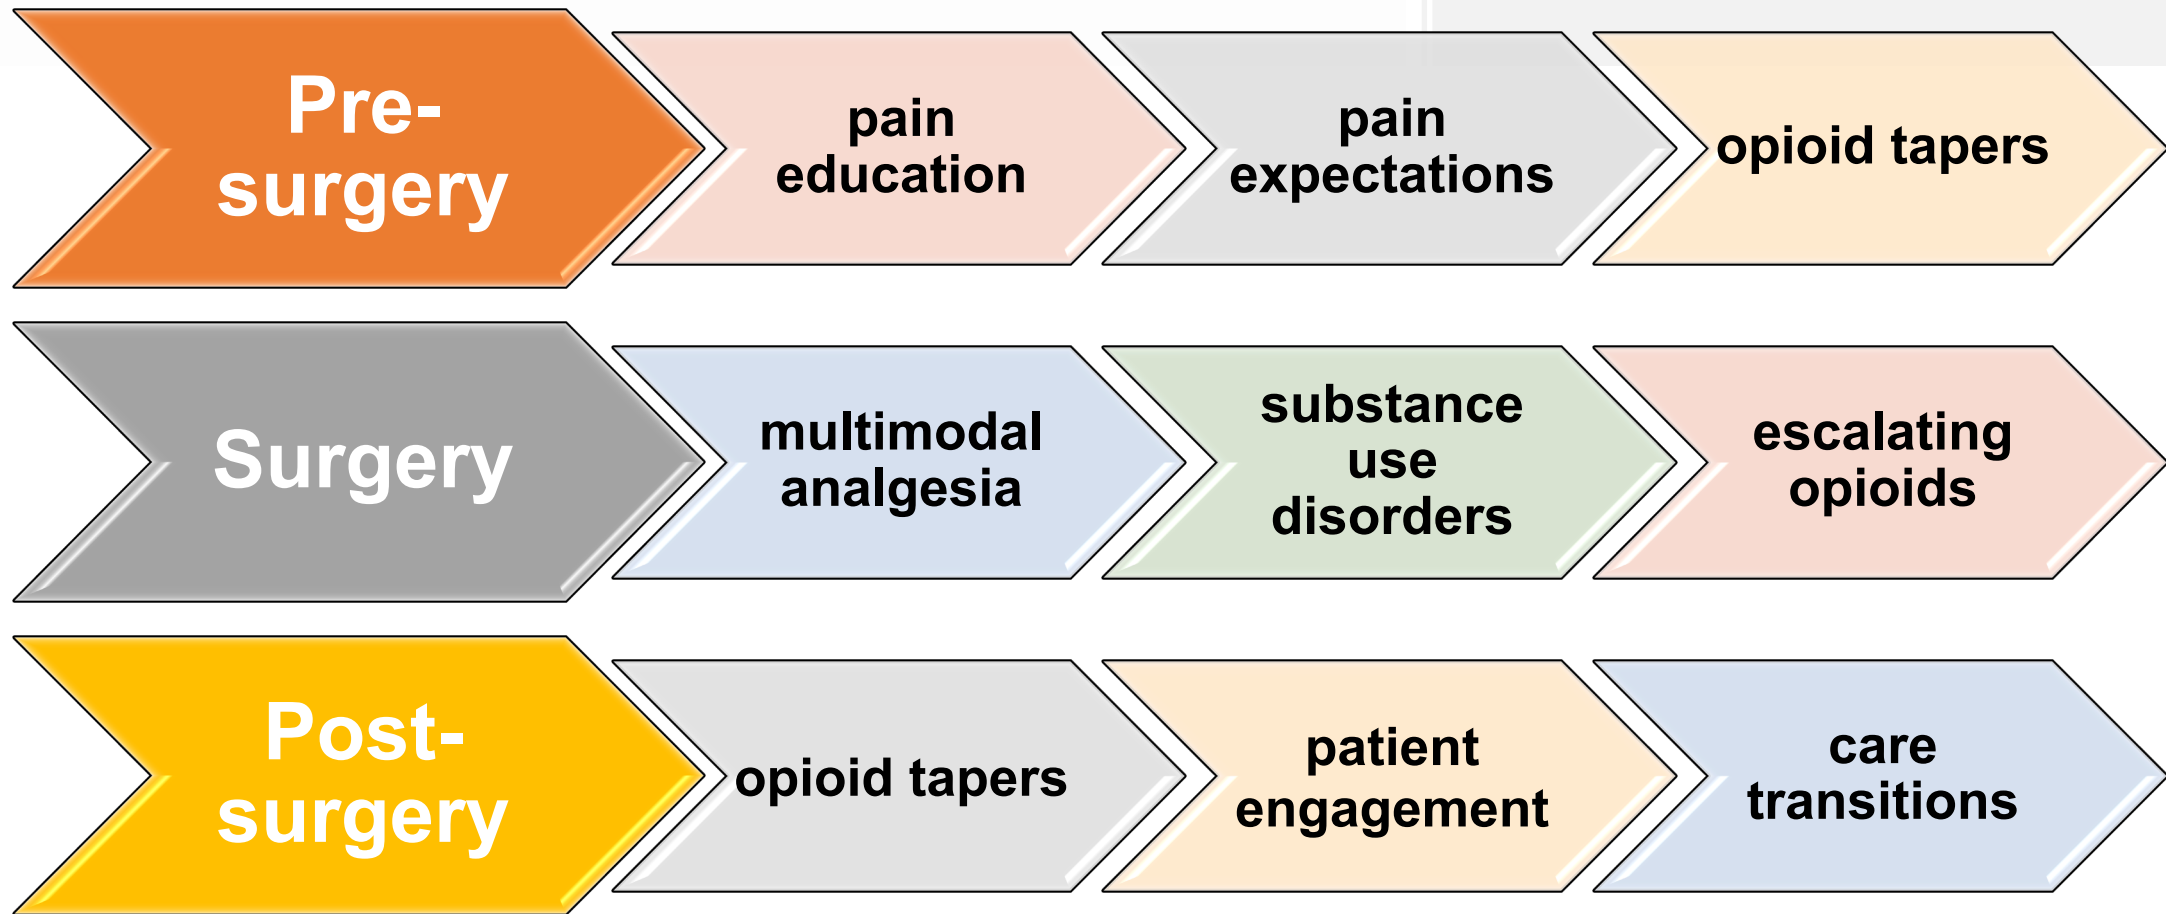 Pre-
surgery
pain
education
pain
expectations
opioid tapers
Surgery
multimodal
analgesia
substance
use
disorders
escalating
opioids
Post-
surgery
opioid tapers
patient
engagement
care
transitions